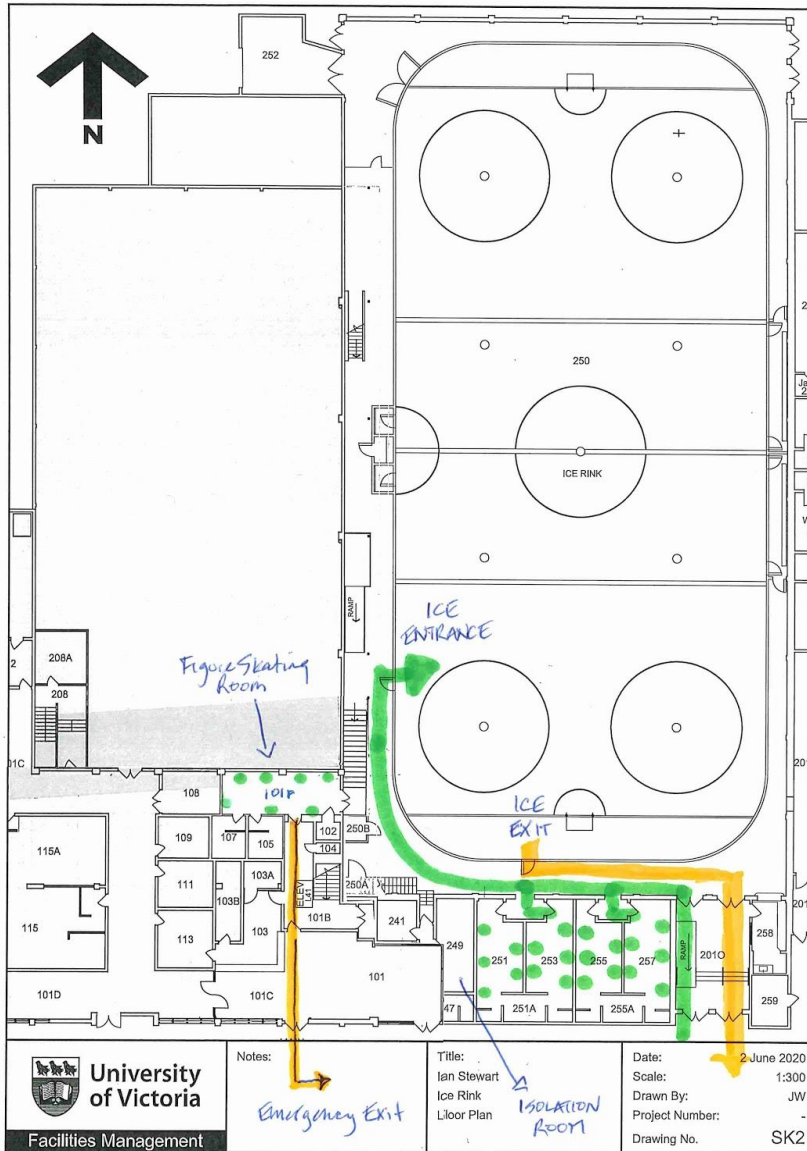 252
N
250
ICE RINK
RAMP
ICE
ENTRANCE
Figure Skating
Room
208A
208
01C
101P
108
ICE
EXIT
109
107
105
102
104
250B
115A
111
103A
103B
ELEV
L41
250A
115
113
103
101B
241
249
251
253
255
257
RAMP
201O
258
101
101D
101C
47
251A
255A
259
University
of Victoria
Facilities Management
Notes:
Emergency Exit
Title:
Ian Stewart
Ice Rink
Lloor Plan
ISOLATION
ROOM
Date:
2 June 2020
Scale:
1:300
Drawn By:
JW
Project Number:
-
Drawing No.
SK2